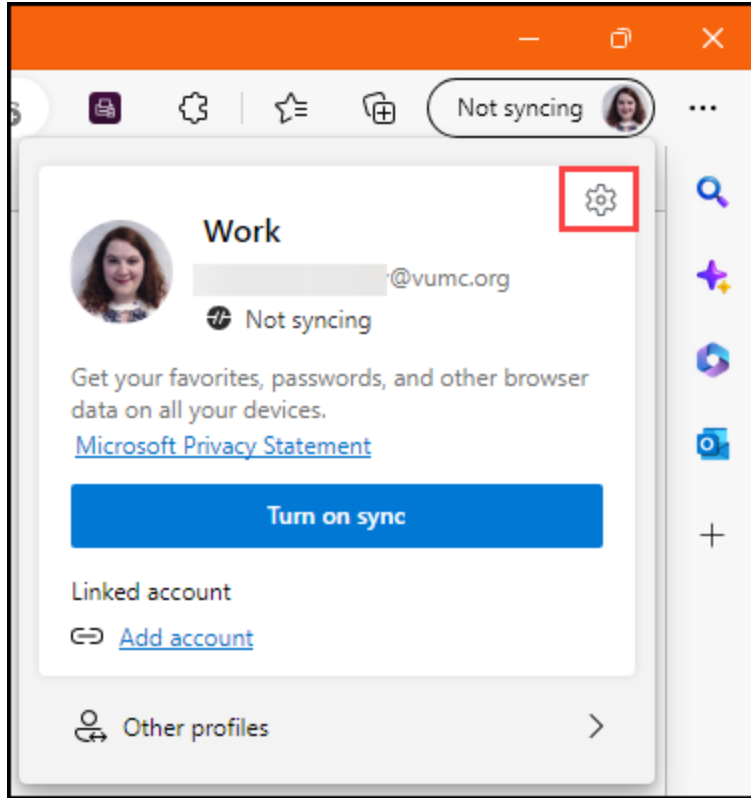 Not syncing
Work
@vumc.org
Not syncing
Get your favorites, passwords, and other browser
data on all your devices.
Microsoft Privacy Statement
Turn on sync
Linked account
Add account
Other profiles